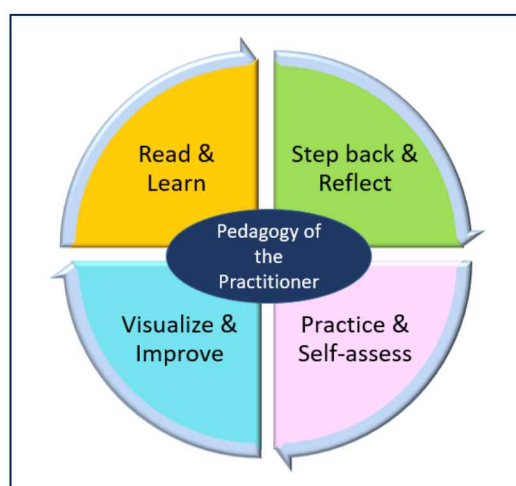 Read &
Learn
Step back &
Reflect
Pedagogy of
the
Practitioner
Visualize &
Improve
Practice &
Self-assess